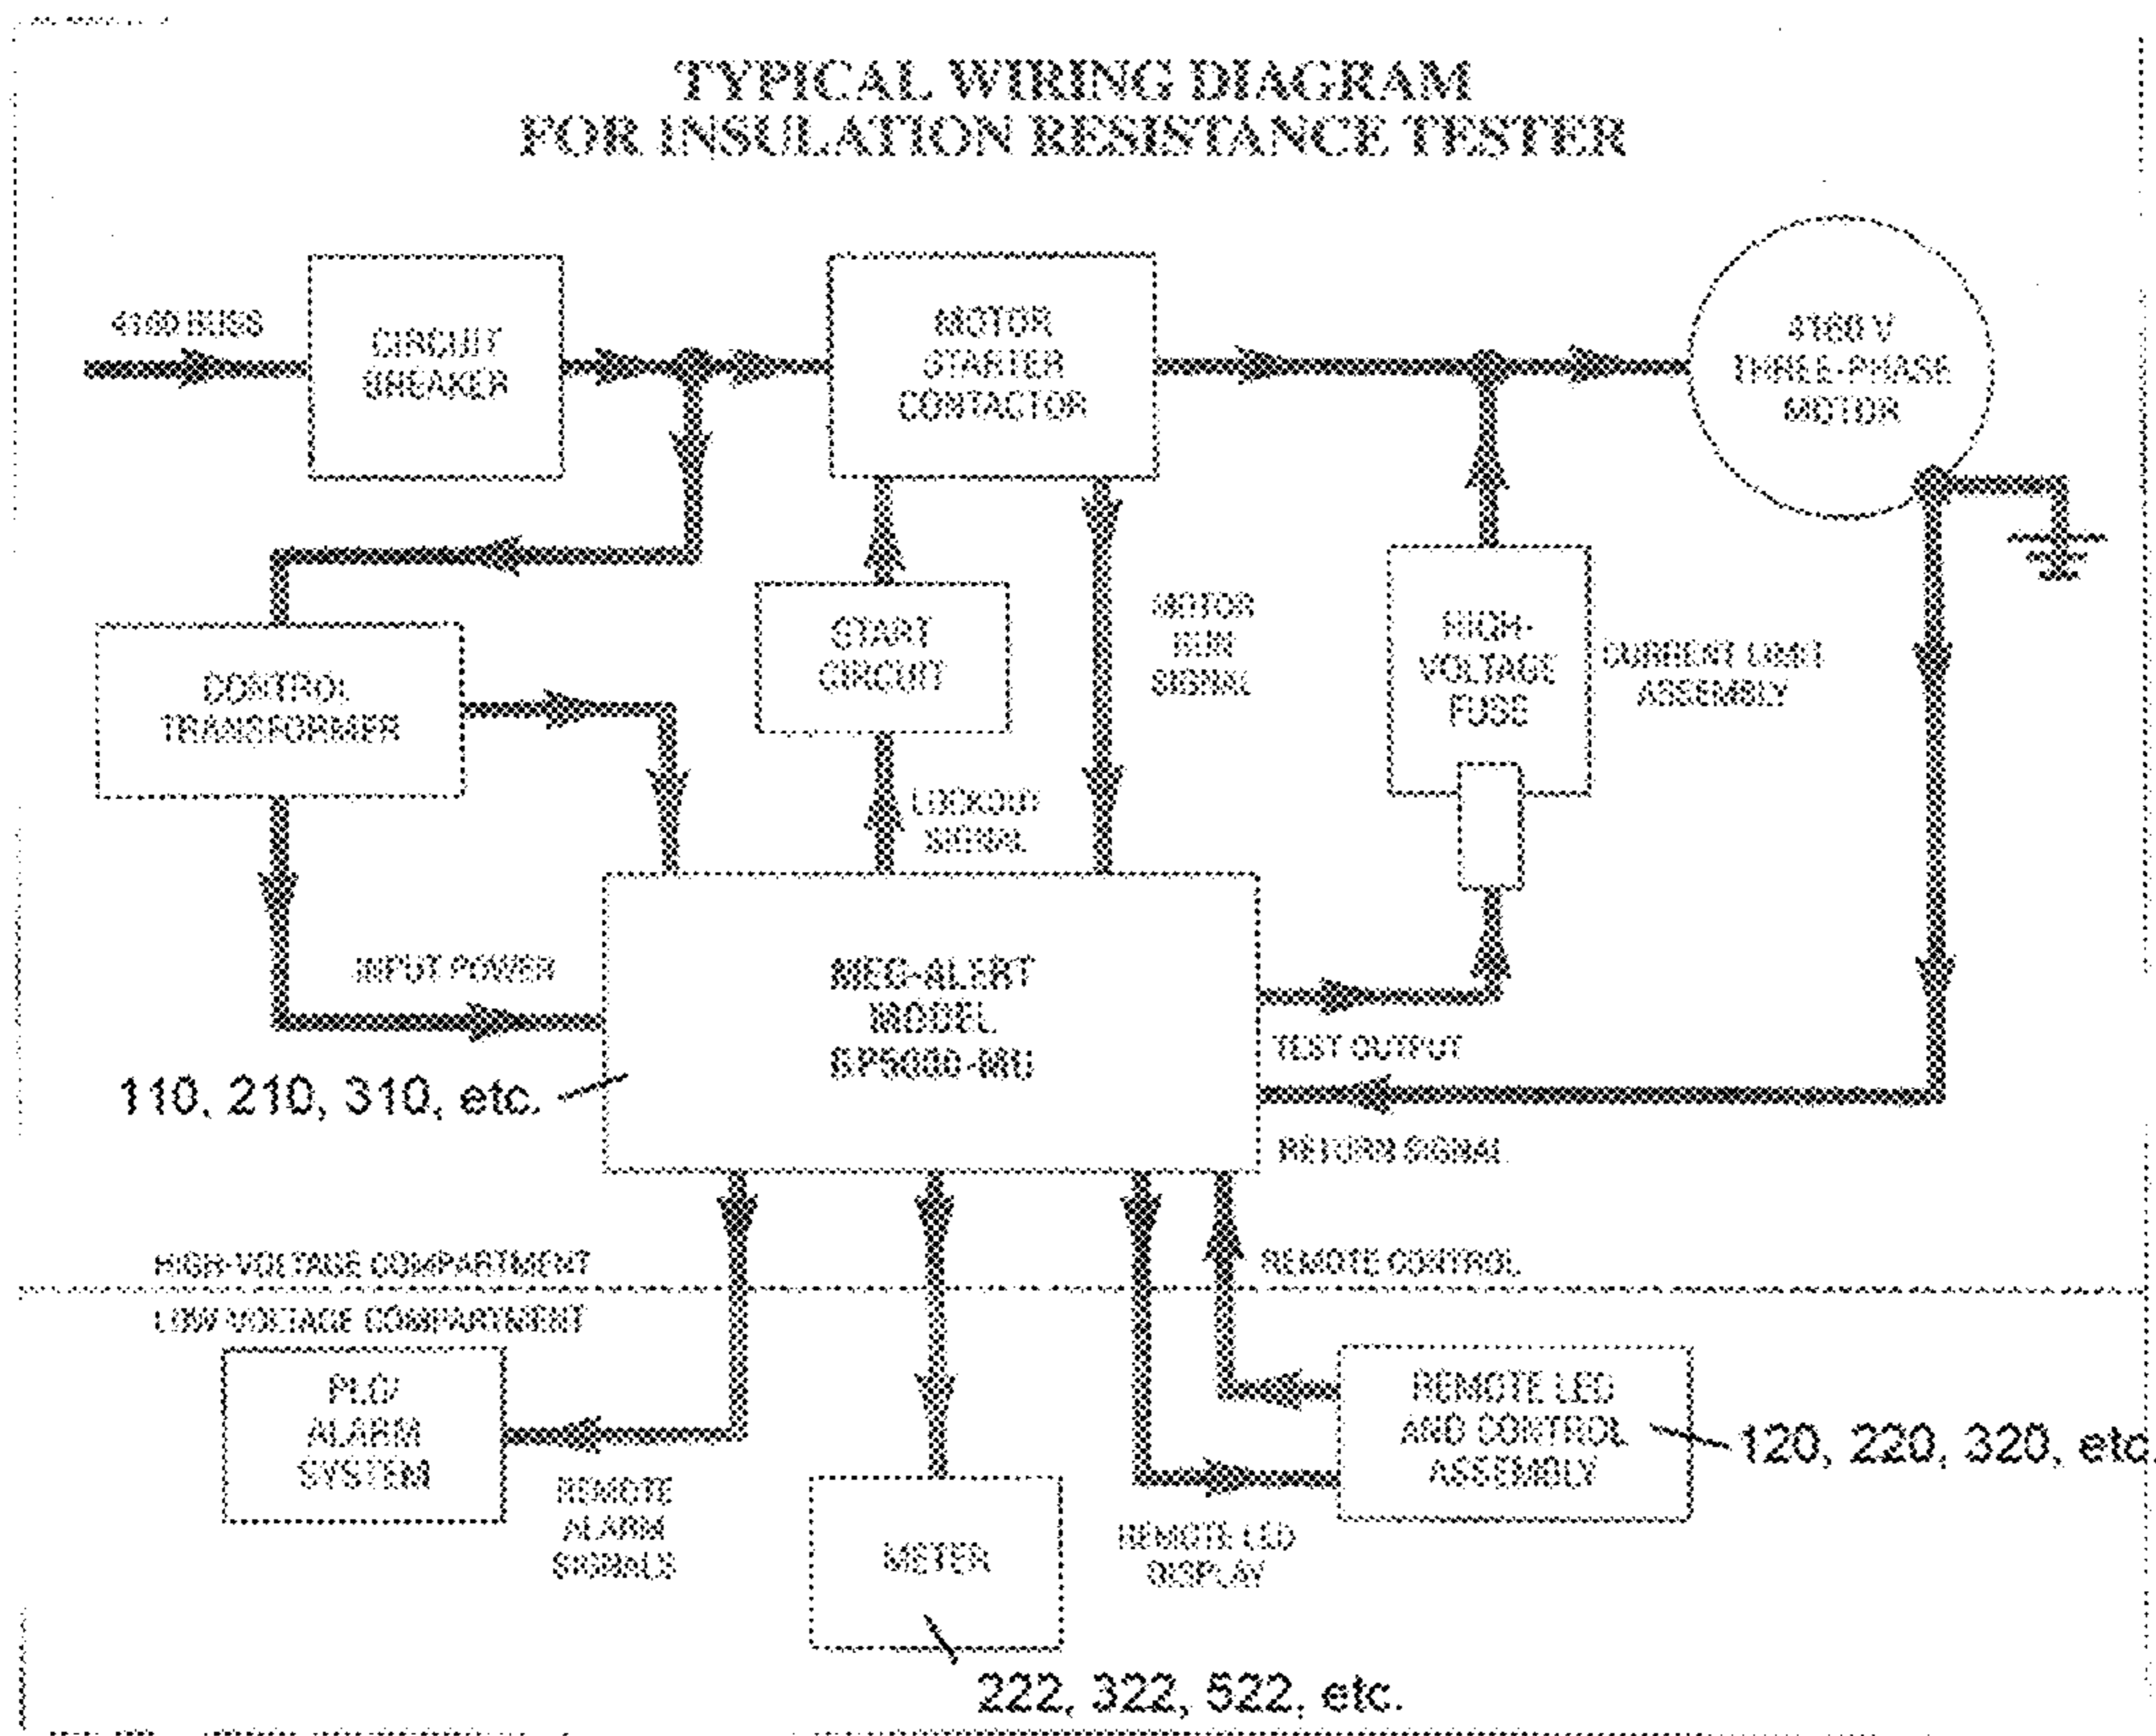 TYPICAL WIRING DIAGRAM
FOR INSULATION RESISTANCE TESTER
4160 BUSS
CIRCUIT
BREAKER
MOTOR
STARTER
CONTACTOR
4160 V
THREE-PHASE
MOTOR
CONTROL
TRANSFORMER
START
CIRCUIT
MOTOR
RUN
SIGNAL
HIGH-
VOLTAGE
FUSE
CURRENT LIMIT
ASSEMBLY
LOCKOUT
SIGNAL
INPUT POWER
MEG-ALERT
MODEL
110, 210, 310, etc.
TEST OUTPUT
RETURN SIGNAL
HIGH-VOLTAGE COMPARTMENT
REMOTE CONTROL
LOW-VOLTAGE COMPARTMENT
PLC/
ALARM
SYSTEM
REMOTE
ALARM
SIGNALS
METER
REMOTE LED
DISPLAY
REMOTE LED
AND CONTROL
ASSEMBLY
120, 220, 320, etc.
222, 322, 522, etc.